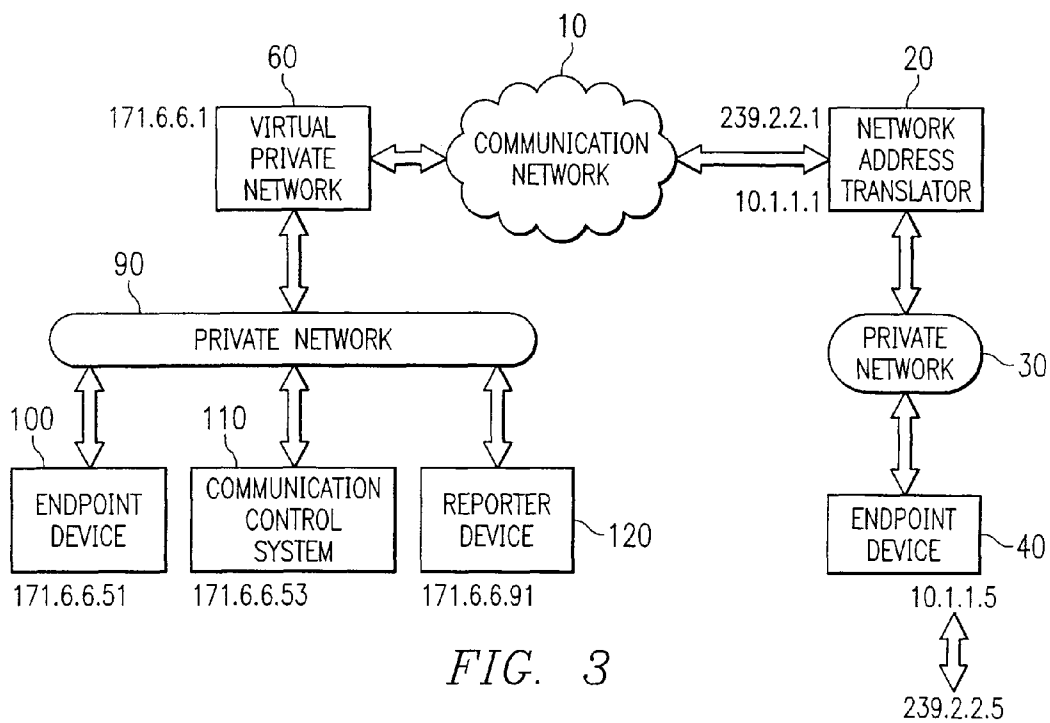 10
60
20
171.6.6.1
VIRTUAL
PRIVATE
NETWORK
COMMUNICATION
NETWORK
239.2.2.1
10.1.1.1
NETWORK
ADDRESS
TRANSLATOR
90
PRIVATE NETWORK
PRIVATE
NETWORK
30
100
ENDPOINT
DEVICE
171.6.6.51
110
COMMUNICATION
CONTROL
SYSTEM
171.6.6.53
REPORTER
DEVICE
120
171.6.6.91
ENDPOINT
DEVICE
40
10.1.1.5
239.2.2.5
FIG. 3